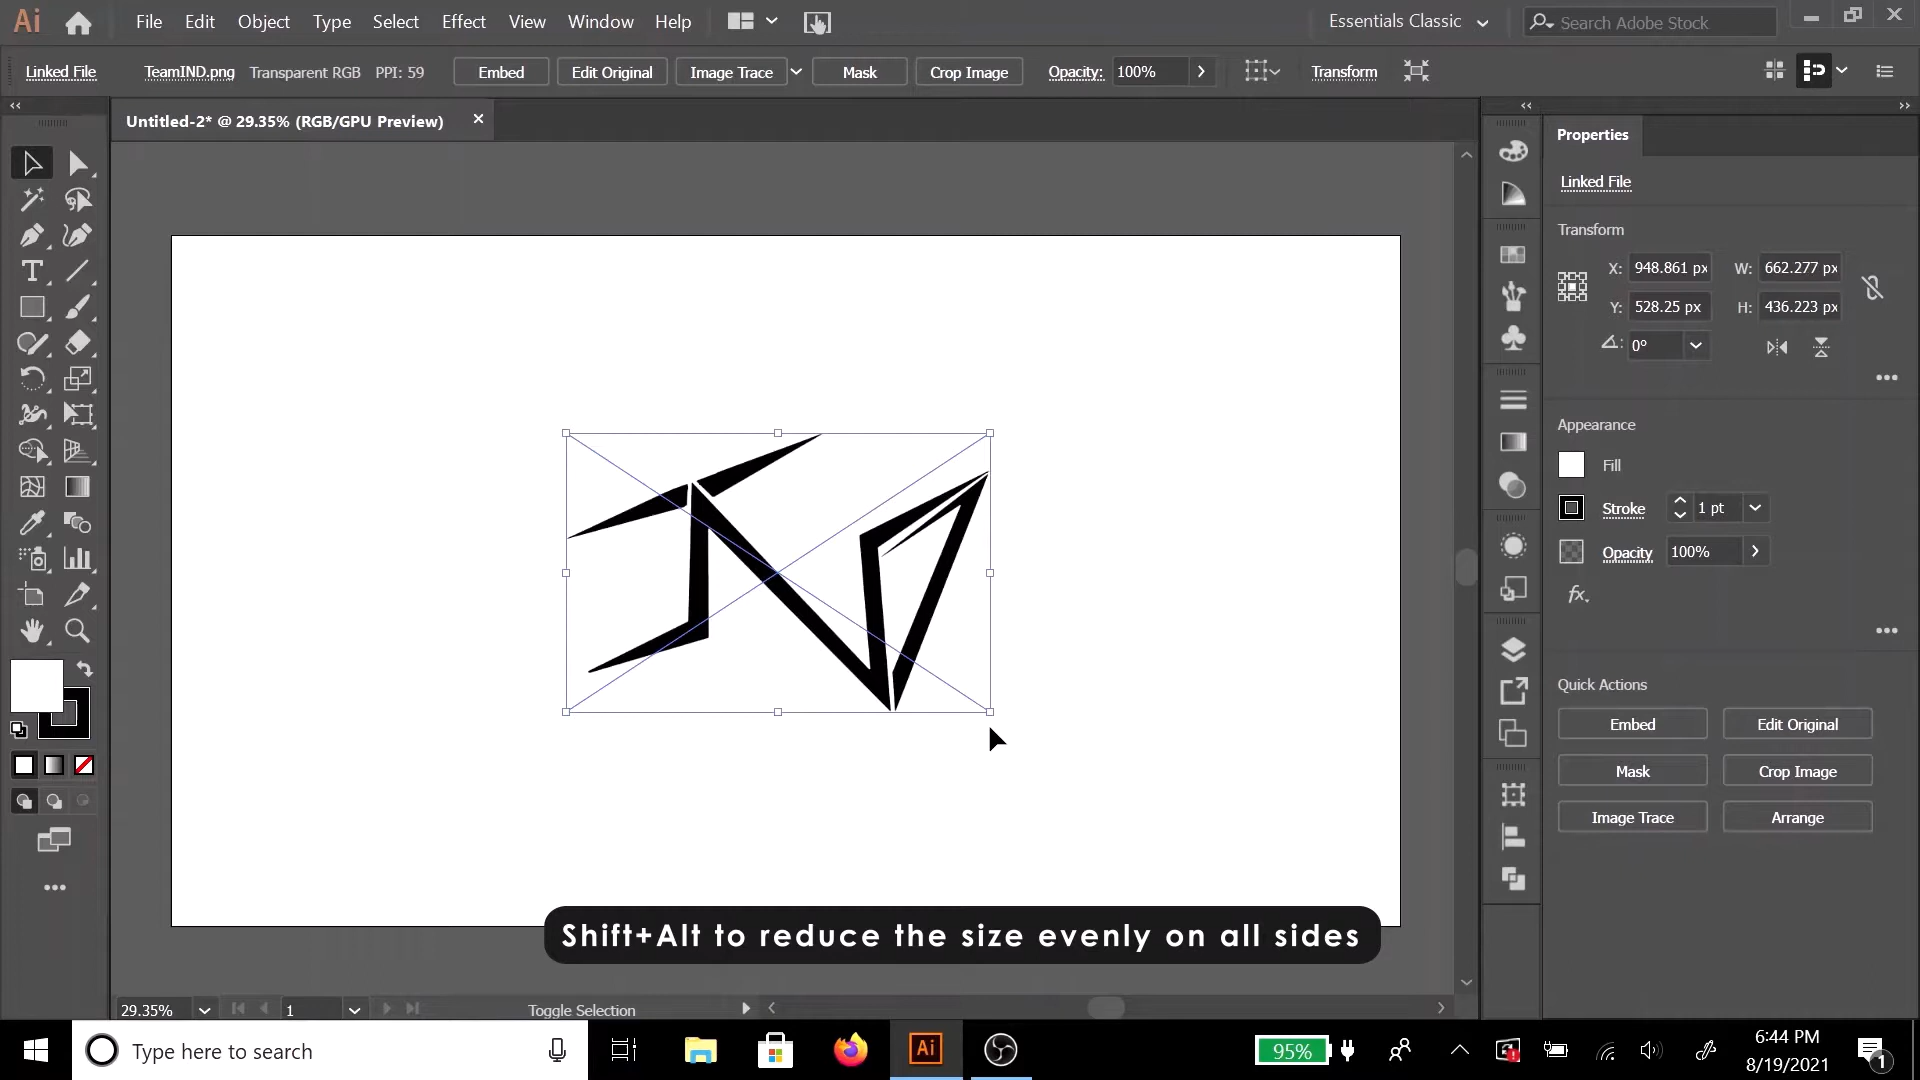 Ai File Edit Object Type Select Effect View Window Help Essentials Classic Search Adobe Stock
Linked File TeamIND.png Transparent RGB PPI: 59 Embed Edit Original Image Trace Mask Crop Image Opacity: 100% Transform
Untitled-2* @ 29.35% (RGB/GPU Preview)
Properties
Linked File
Transform
X: 948.861 px W: 662.277 px
Y: 528.25 px H: 436.223 px
0°
Appearance
Fill
Stroke 1 pt
Opacity 100%
fx.
Quick Actions
Embed Edit Original
Mask Crop Image
Image Trace Arrange
Shift+Alt to reduce the size evenly on all sides
29.35% 1 Toggle Selection
Type here to search Ai 95% 6:44 PM
8/19/2021 1